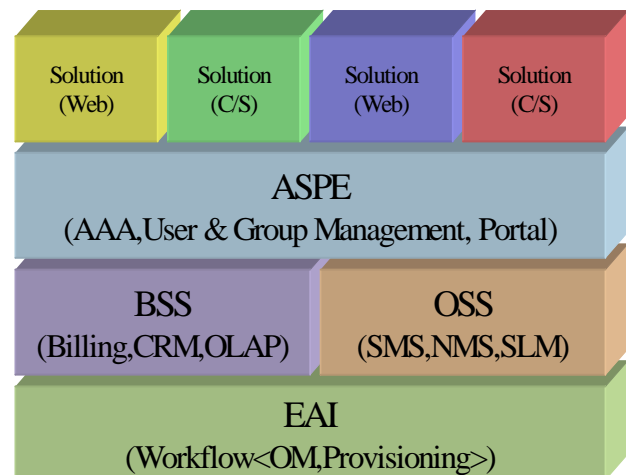 Solution
(Web)
Solution
(C/S)
Solution
(Web)
Solution
(C/S)
ASPE
(AAA,User & Group Management, Portal)
BSS
(Billing,CRM,OLAP)
OSS
(SMS,NMS,SLM)
EAI
(Workflow<OM,Provisioning>)